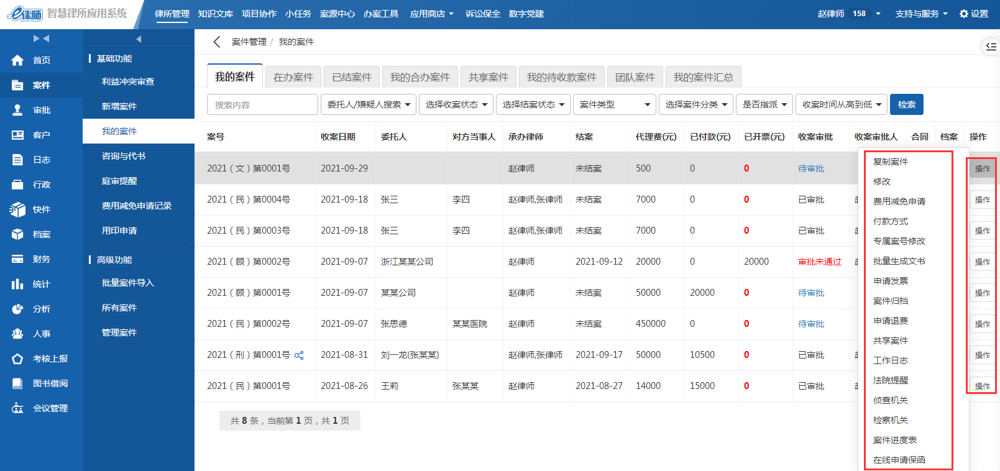 e律师 智慧律所应用系统 律所管理 知识文库 项目协作 小任务 案源中心 办案工具 应用商店 诉讼保全 数字党建 赵律师 158 支持与服务 设置
首页
案件
审批
客户
日志
行政
快件
档案
财务
统计
分析
人事
考核上报
图书借阅
会议管理
基础功能
利益冲突审查
新增案件
我的案件
咨询与代书
庭审提醒
费用减免申请记录
用印申请
高级功能
批量案件导入
所有案件
管理案件
案件管理 / 我的案件
我的案件 在办案件 已结案件 我的合办案件 共享案件 我的待收款案件 团队案件 我的案件汇总
搜索内容 委托人/嫌疑人搜索 选择收案状态 选择结案状态 案件类型 选择案件分类 是否指派 收案时间从高到低 检索
案号 收案日期 委托人 对方当事人 承办律师 结案 代理费(元) 已付款(元) 已开票(元) 收案审批 收案审批人 合同 档案 操作
2021（文）第0001号 2021-09-29 赵律师 未结案 500 0 0 待审批 操作
2021（民）第0004号 2021-09-18 张三 李四 赵律师,张律师 未结案 7000 0 0 已审批 操作
2021（民）第0003号 2021-09-18 张三 李四 赵律师,张律师 未结案 7000 0 0 已审批 操作
2021（顾）第0002号 2021-09-07 浙江某某公司 赵律师 2021-09-12 20000 0 20000 审批未通过 操作
2021（顾）第0001号 2021-09-07 某某公司 赵律师 未结案 50000 20000 0 待审批 操作
2021（民）第0002号 2021-09-07 张思德 某某医院 赵律师 未结案 450000 0 0 待审批 操作
2021（刑）第0001号 2021-08-31 刘一龙(张某某) 赵律师,张律师 2021-09-17 50000 10500 0 已审批 操作
2021（民）第0001号 2021-08-26 王莉 张某某 赵律师 2021-08-27 14000 15000 0 已审批 操作
共 8 条，当前第 1 页，共 1 页
复制案件
修改
费用减免申请
付款方式
专属案号修改
批量生成文书
申请发票
案件归档
申请退费
共享案件
工作日志
法院提醒
侦查机关
检察机关
案件进度表
在线申请保函